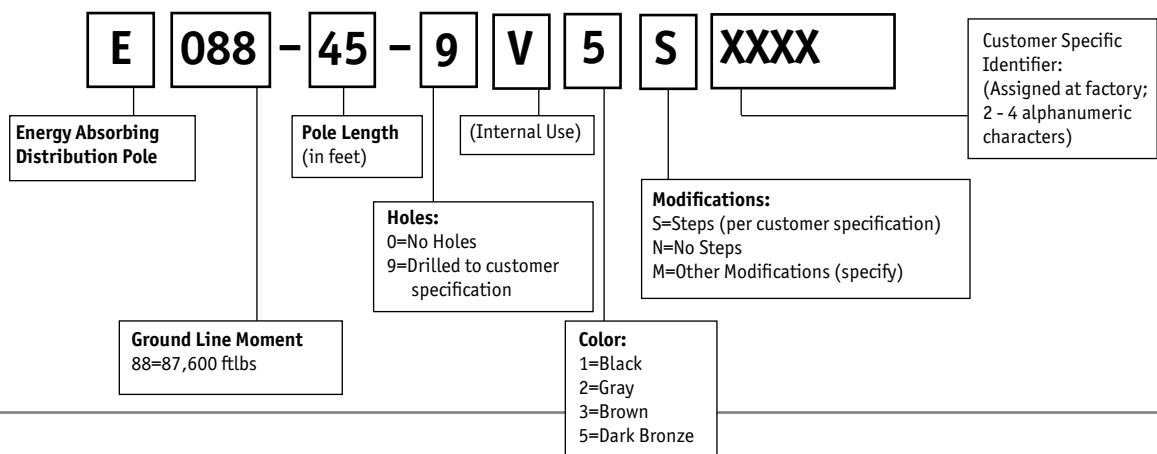 E 088 - 45 - 9 V 5 S XXXX
Customer Specific
Identifier:
(Assigned at factory;
2 - 4 alphanumeric
characters)
Energy Absorbing
Distribution Pole
Pole Length
(in feet)
(Internal Use)
Holes:
0=No Holes
9=Drilled to customer
specification
Modifications:
S=Steps (per customer specification)
N=No Steps
M=Other Modifications (specify)
Ground Line Moment
88=87,600 ftlbs
Color:
1=Black
2=Gray
3=Brown
5=Dark Bronze